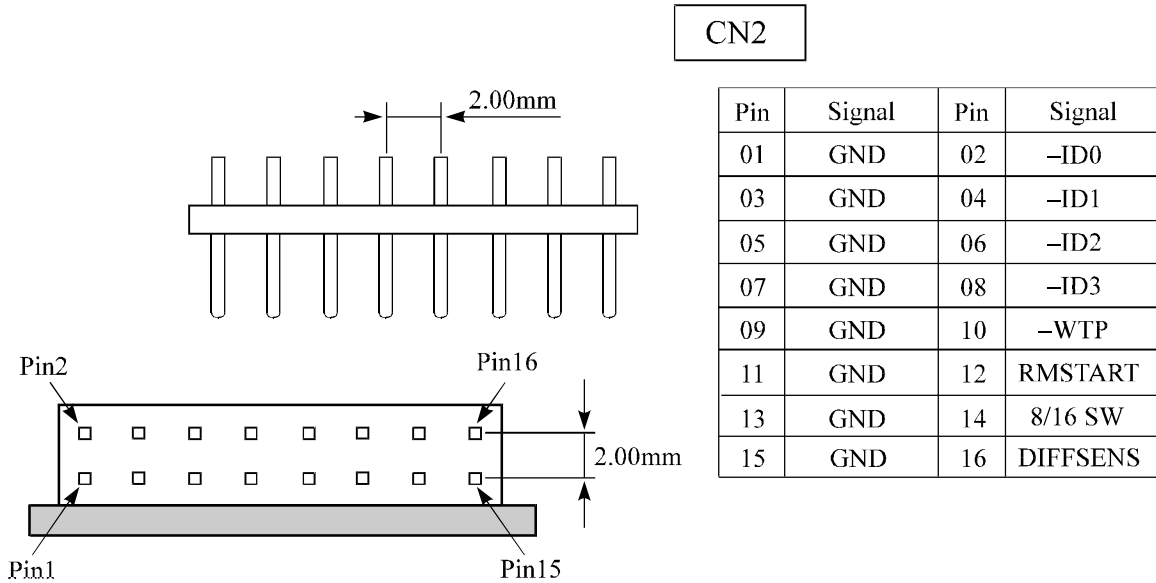 CN2
2.00mm
Pin Signal Pin Signal
01 GND 02 –ID0
03 GND 04 –ID1
05 GND 06 –ID2
07 GND 08 –ID3
09 GND 10 –WTP
11 GND 12 RMSTART
13 GND 14 8/16 SW
15 GND 16 DIFFSENS
Pin2 Pin16
2.00mm
Pin1 Pin15